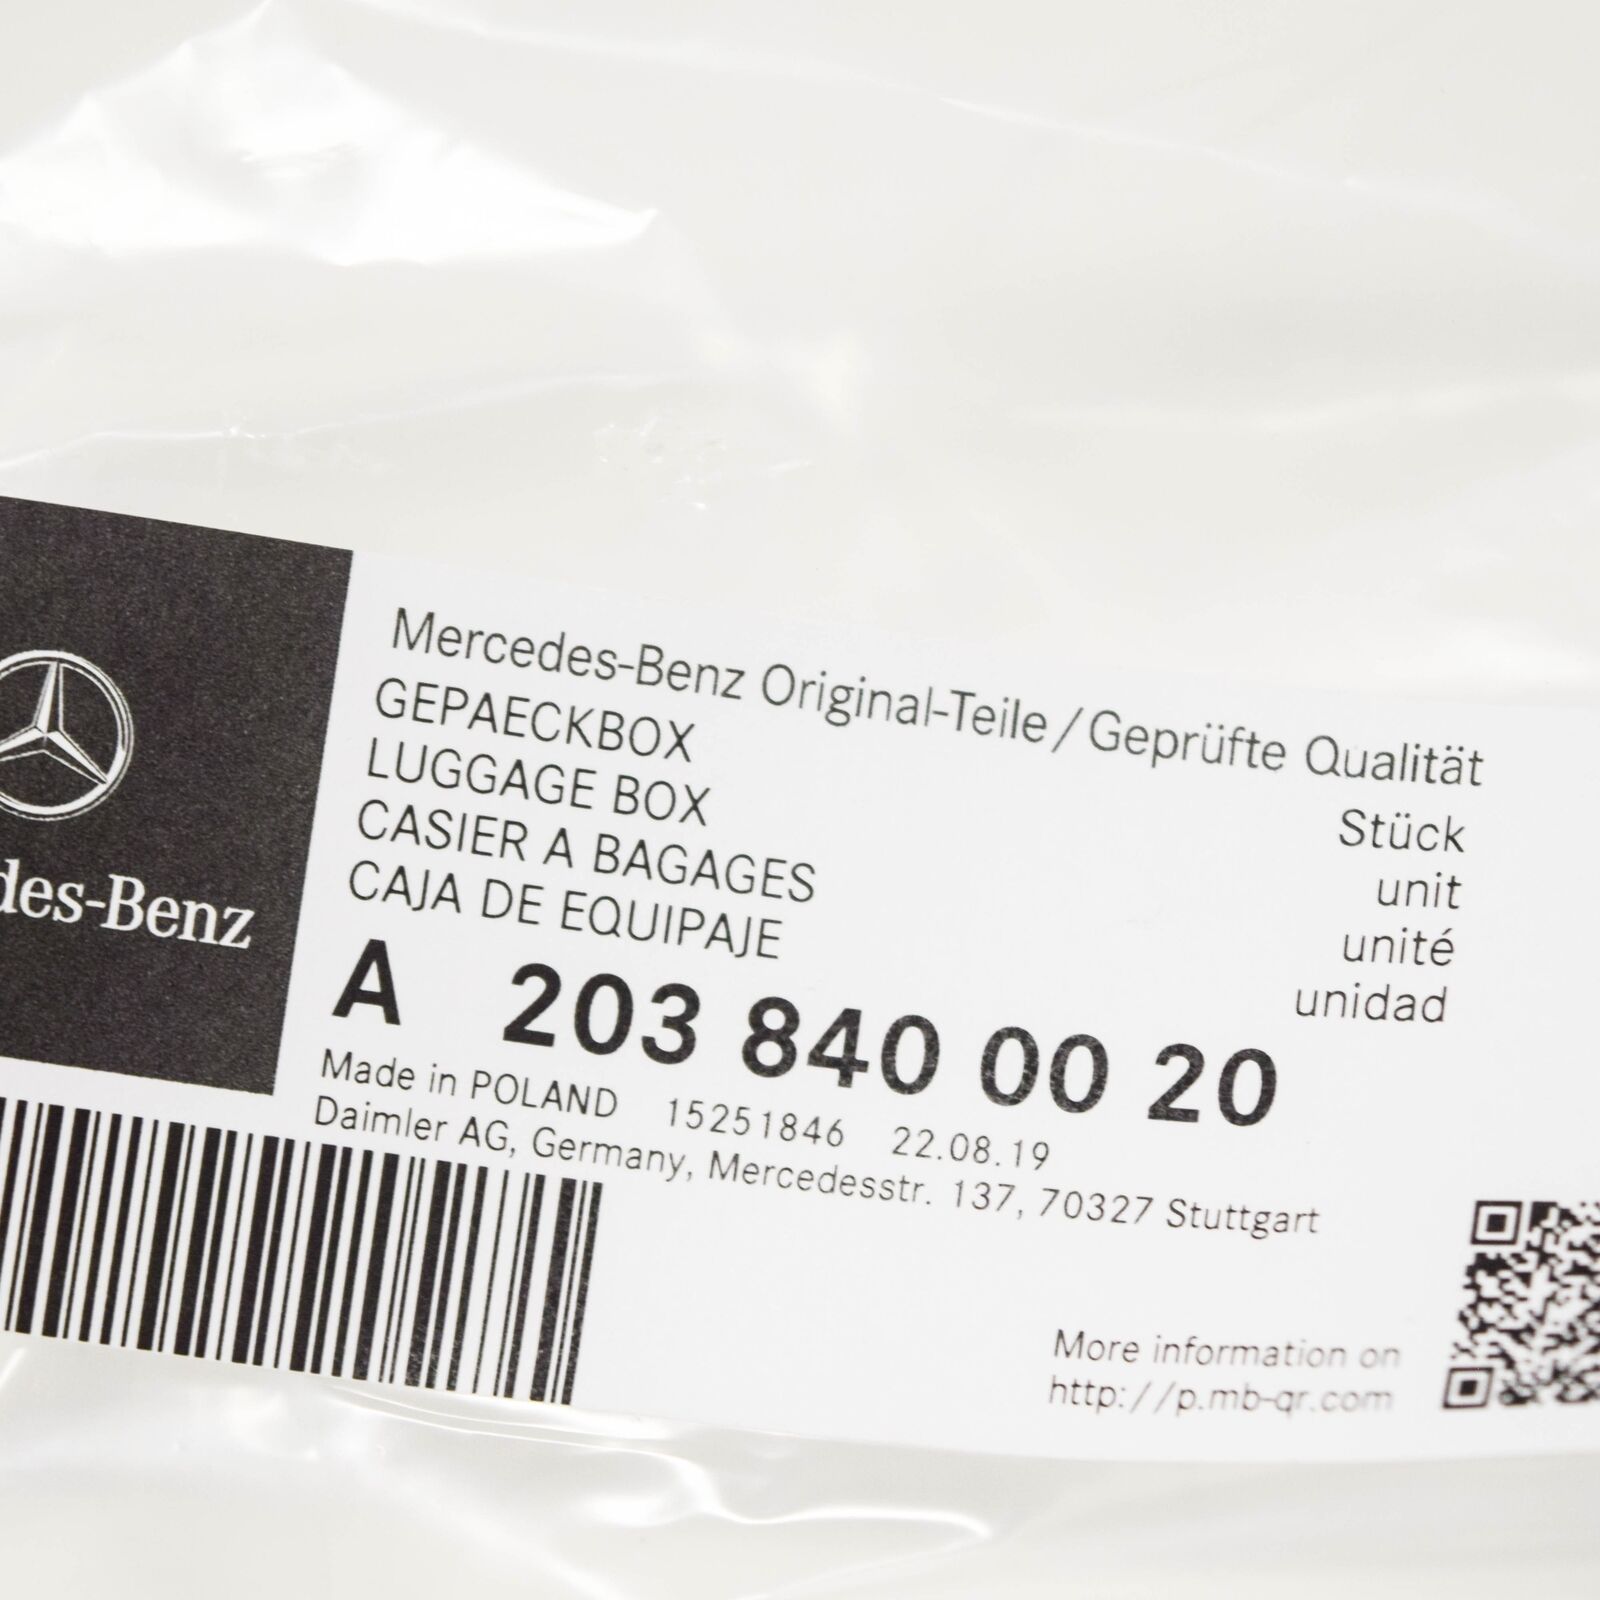 Mercedes-Benz Original-Teile/Geprüfte Qualität
GEPAECKBOX
LUGGAGE BOX
CASIER A BAGAGES
CAJA DE EQUIPAJE
Stück
unit
unité
unidad
des-Benz
A 203 840 00 20
Made in POLAND 15251846 22.08.19
Daimler AG, Germany, Mercedesstr. 137, 70327 Stuttgart
More information on
http://p.mb-qr.com